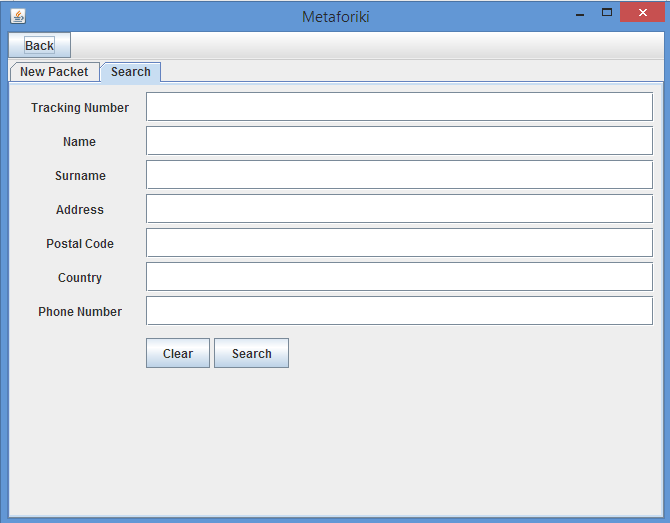 Metaforiki
Back
New Packet Search
Tracking Number
Name
Surname
Address
Postal Code
Country
Phone Number
Clear Search